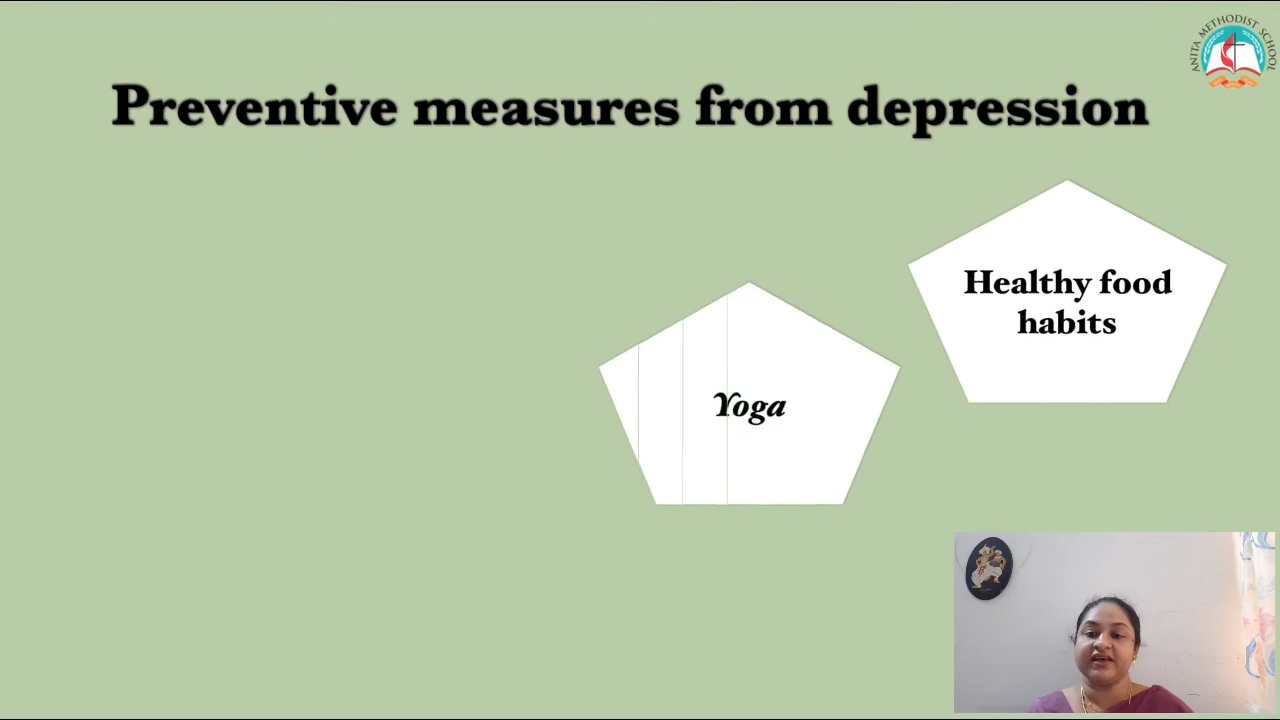 ANITA METHODIST SCHOOL
Preventive measures from depression
Healthy food
habits
Yoga